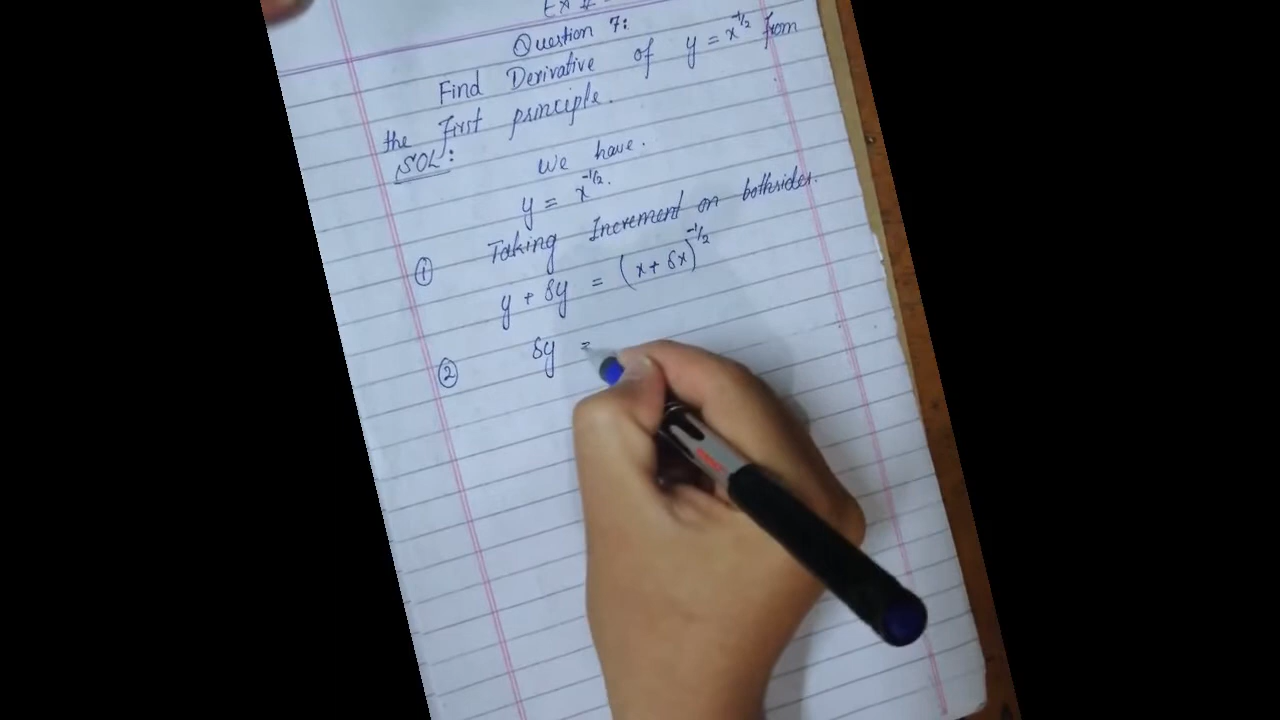 Question 7:
Find Derivative of y = x^-1/2 from
the First principle.
SOL:
We have.
y = x^-1/2.
① Taking Increment on bothsides.
y + δy = (x + δx)^-1/2
② δy =